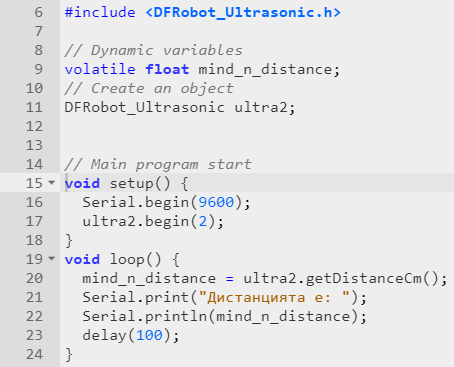 6 #include <DFRobot_Ultrasonic.h>
7
8 // Dynamic variables
9 volatile float mind_n_distance;
10 // Create an object
11 DFRobot_Ultrasonic ultra2;
12
13
14 // Main program start
15 void setup() {
16 Serial.begin(9600);
17 ultra2.begin(2);
18 }
19 void loop() {
20 mind_n_distance = ultra2.getDistanceCm();
21 Serial.print("Дистанцията е: ");
22 Serial.println(mind_n_distance);
23 delay(100);
24 }